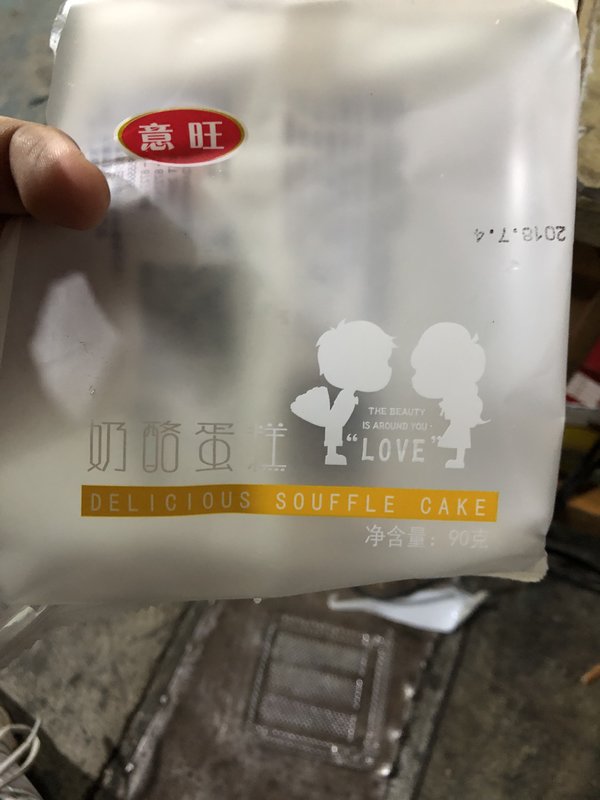 意旺
2018.7.4
THE BEAUTY
IS AROUND YOU·
“LOVE”
奶酪蛋糕
DELICIOUS SOUFFLE CAKE
净含量：90克